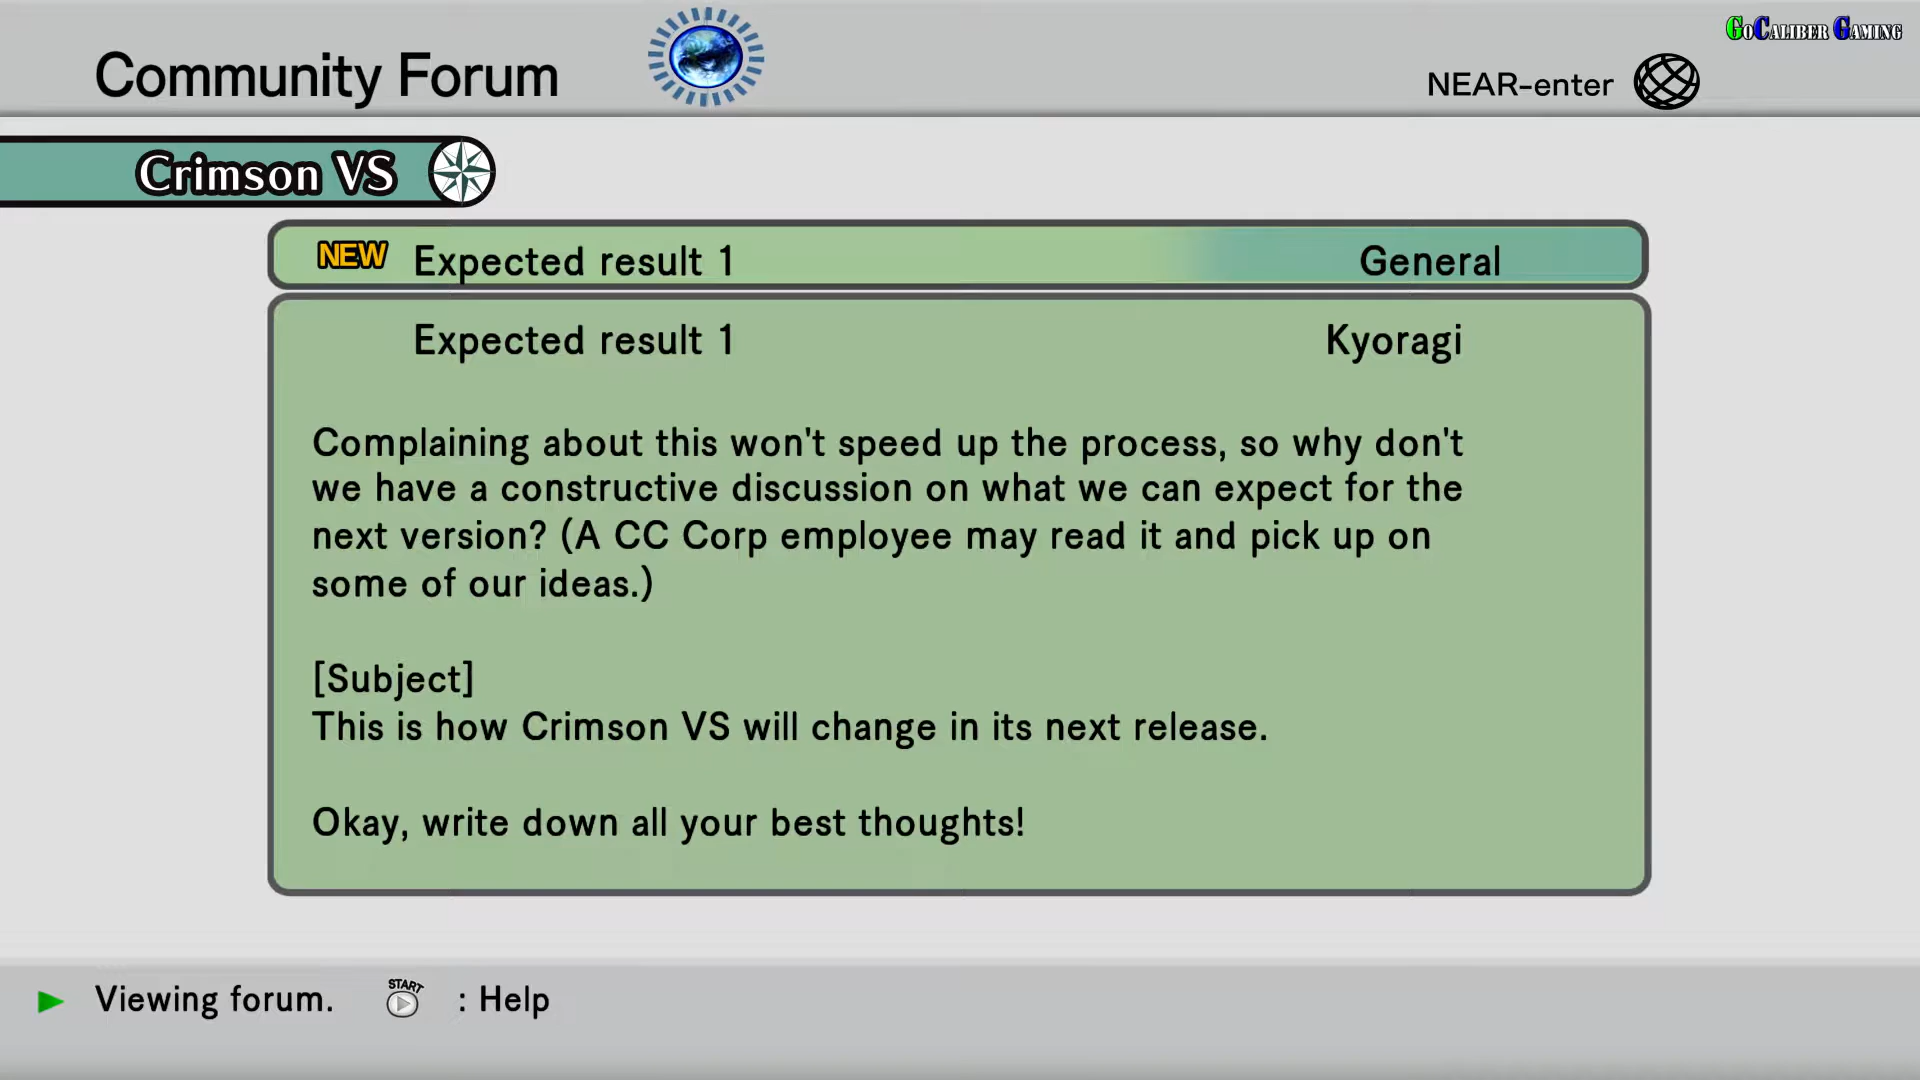 GoCaliber Gaming
Community Forum
NEAR-enter
Crimson VS
NEW Expected result 1 General
Expected result 1 Kyoragi
Complaining about this won't speed up the process, so why don't
we have a constructive discussion on what we can expect for the
next version? (A CC Corp employee may read it and pick up on
some of our ideas.)
[Subject]
This is how Crimson VS will change in its next release.
Okay, write down all your best thoughts!
Viewing forum. START : Help